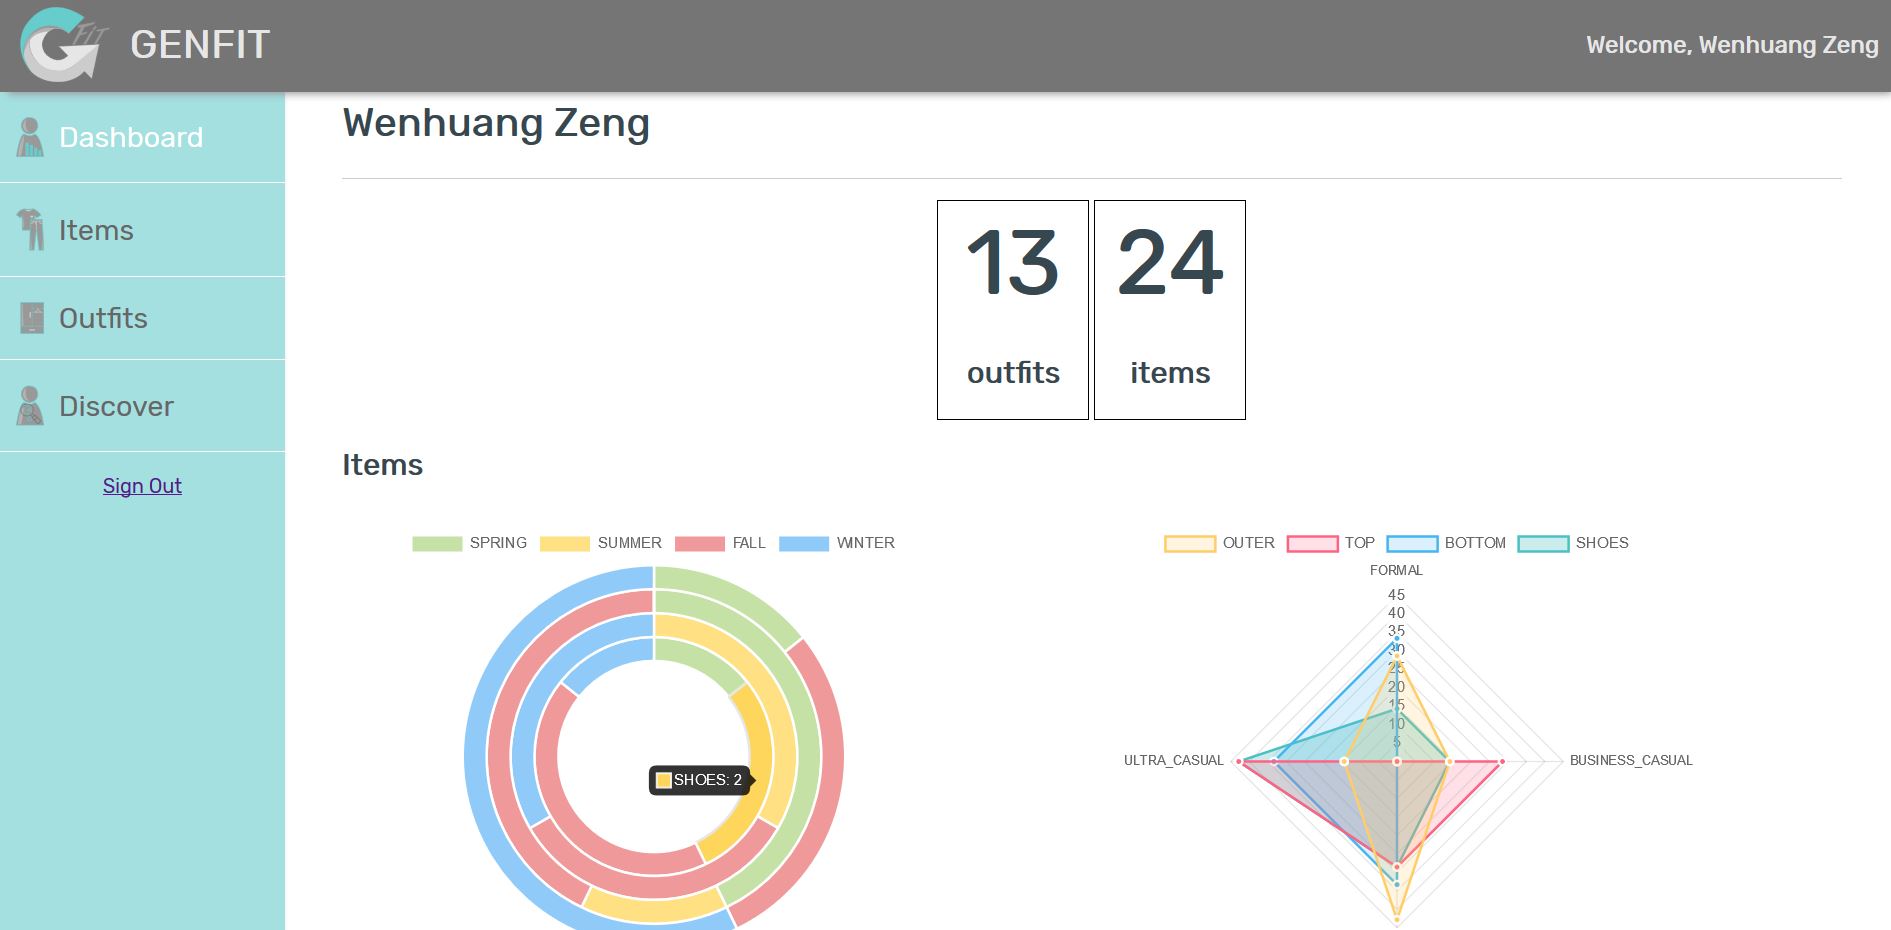 FiT
GENFIT
Welcome, Wenhuang Zeng
Dashboard
Items
Outfits
Discover
Sign Out
Wenhuang Zeng
13
outfits
24
items
Items
SPRING SUMMER FALL WINTER
SHOES: 2
OUTER TOP BOTTOM SHOES
FORMAL
45
40
35
30
25
20
15
10
5
ULTRA_CASUAL
BUSINESS_CASUAL